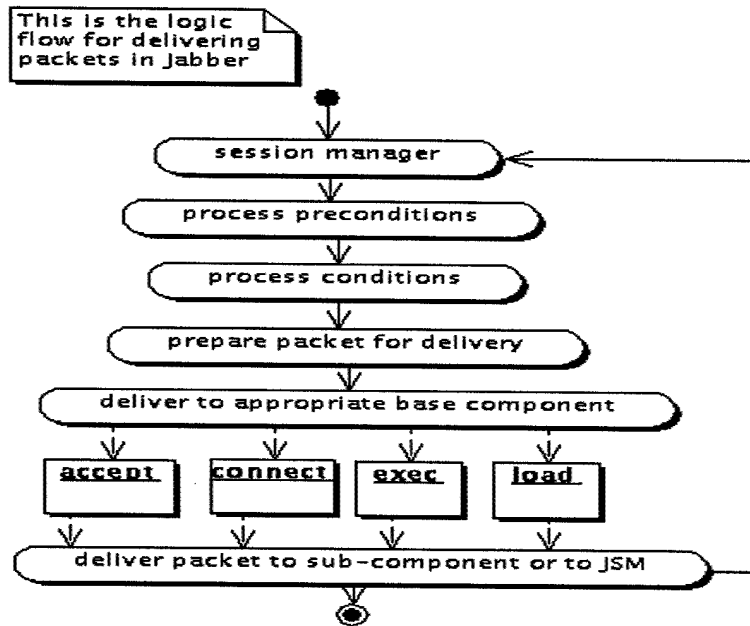 This is the logic
flow for delivering
packets in Jabber
session manager
process preconditions
process conditions
prepare packet for delivery
deliver to appropriate base component
accept connect exec load
deliver packet to sub-component or to JSM